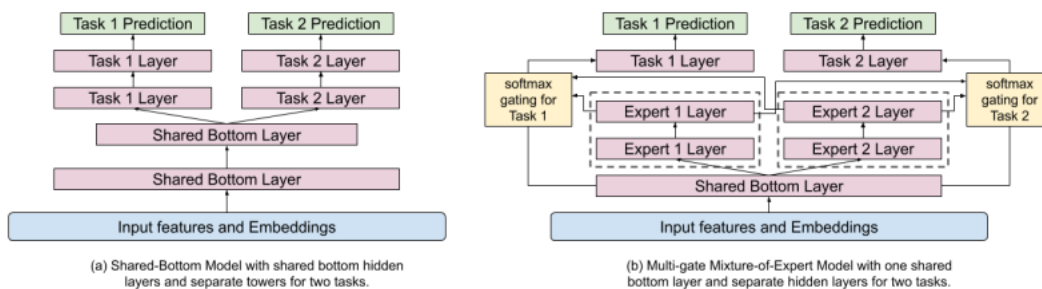 Task 1 Prediction
Task 2 Prediction
Task 1 Layer
Task 2 Layer
Task 1 Layer
Task 2 Layer
Shared Bottom Layer
Shared Bottom Layer
Input features and Embeddings
(a) Shared-Bottom Model with shared bottom hidden
layers and separate towers for two tasks.
Task 1 Prediction
Task 2 Prediction
Task 1 Layer
Task 2 Layer
softmax
gating for
Task 1
Expert 1 Layer
Expert 2 Layer
softmax
gating for
Task 2
Expert 1 Layer
Expert 2 Layer
Shared Bottom Layer
Input features and Embeddings
(b) Multi-gate Mixture-of-Expert Model with one shared
bottom layer and separate hidden layers for two tasks.